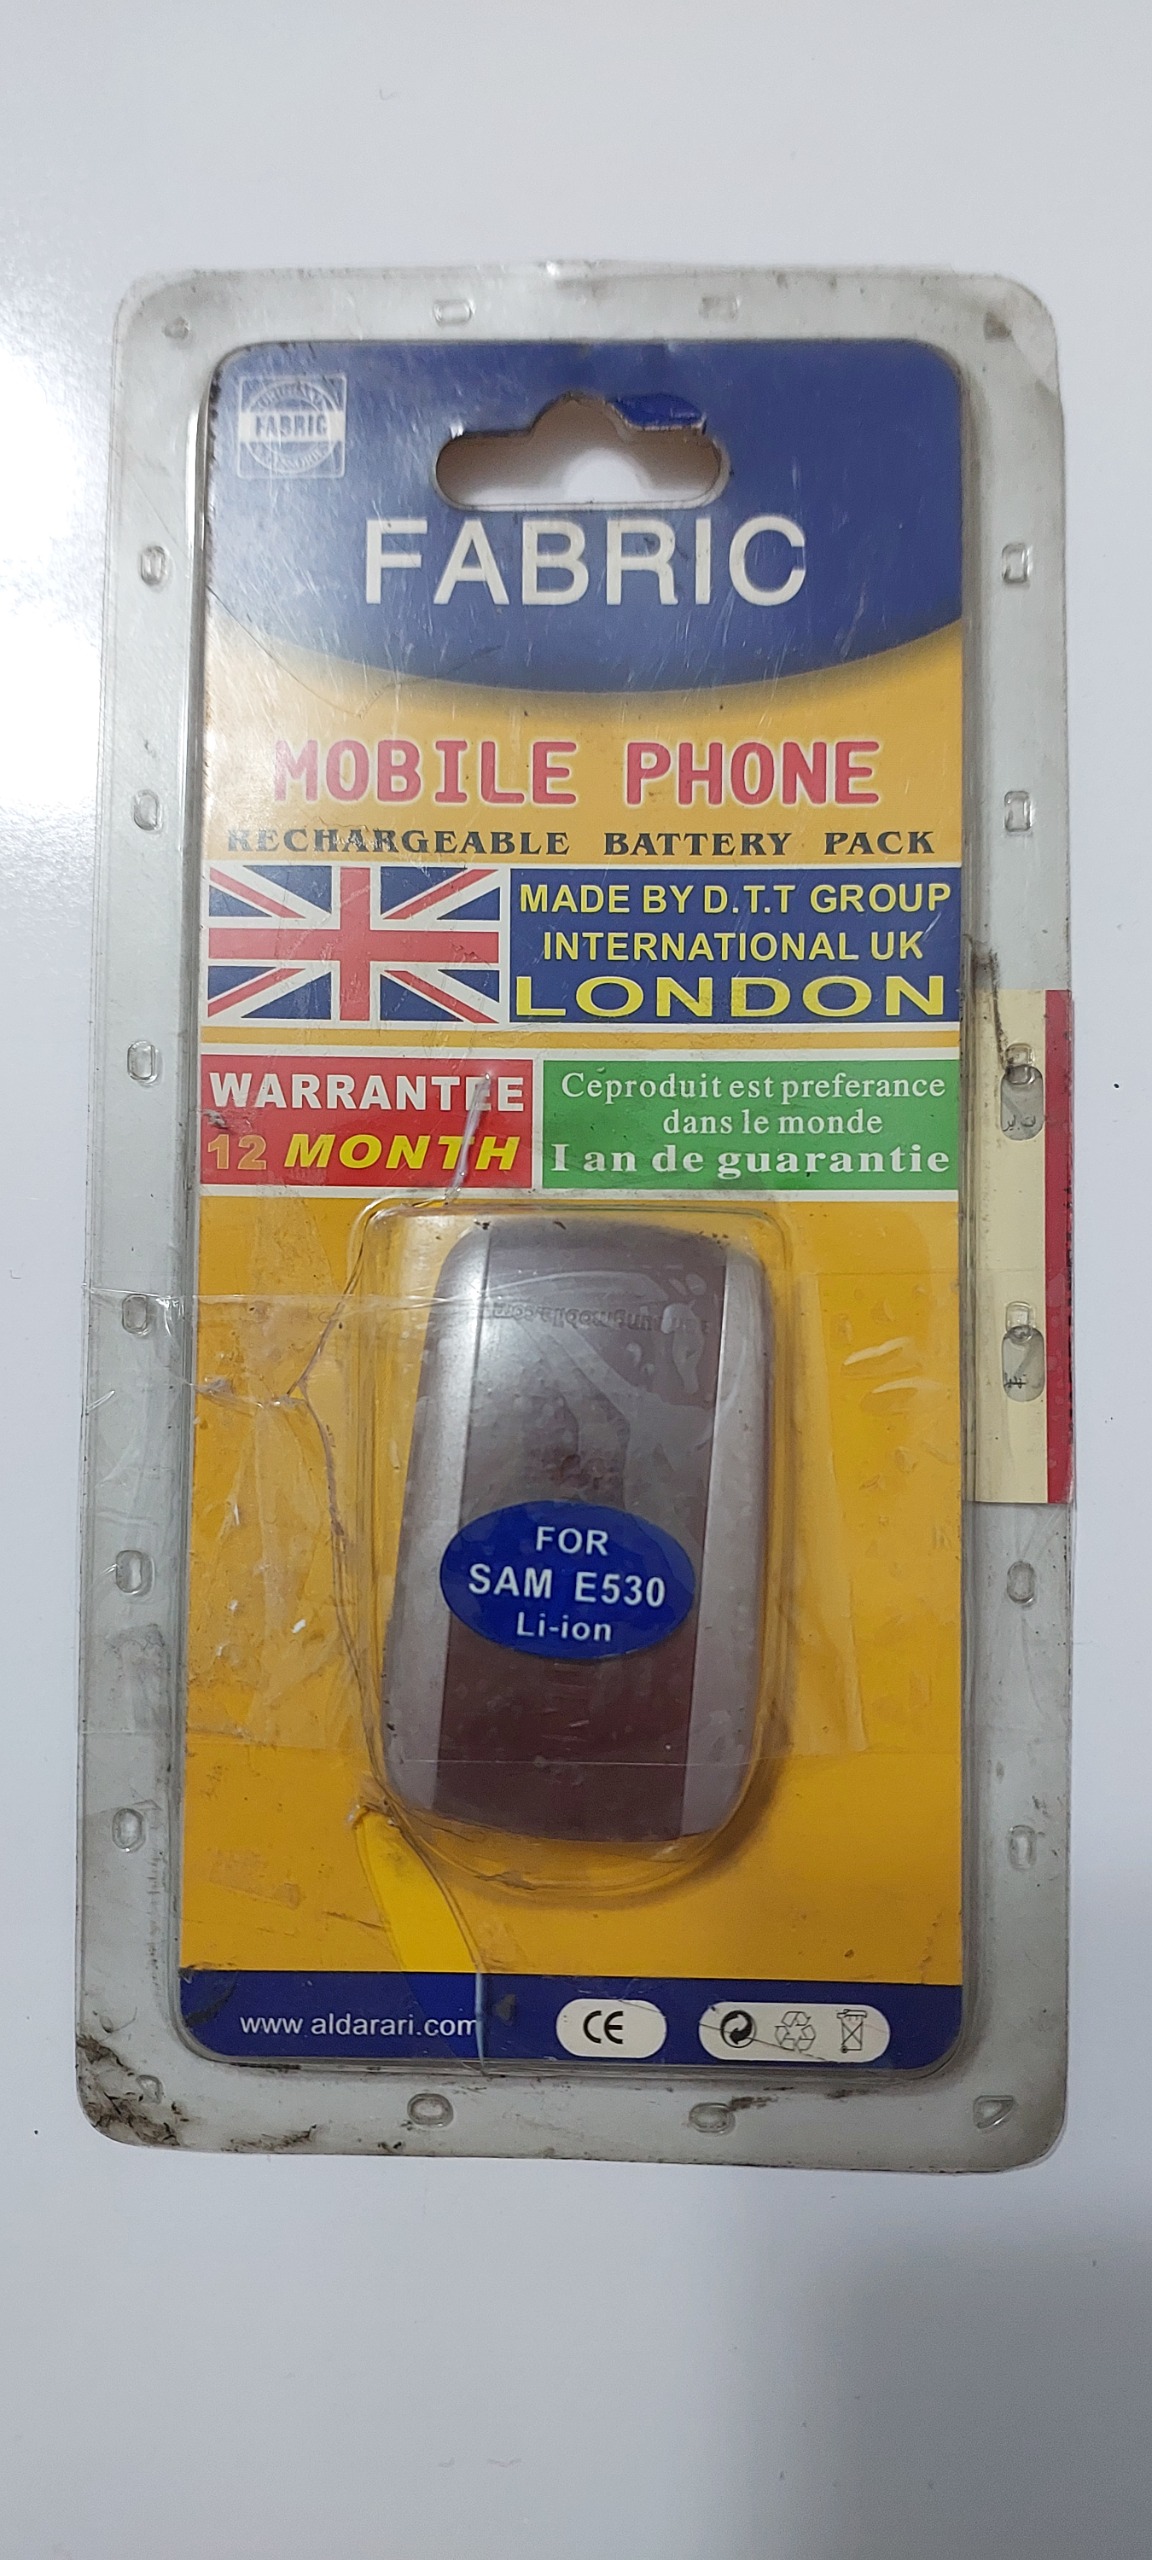 FABRIC
FABRIC
MOBILE PHONE
RECHARGEABLE BATTERY PACK
MADE BY D.T.T GROUP
INTERNATIONAL UK
LONDON
WARRANTEE
12 MONTH
Ceproduit est preferance
dans le monde
I an de guarantie
FOR
SAM E530
Li-ion
www.aldarari.com
CE